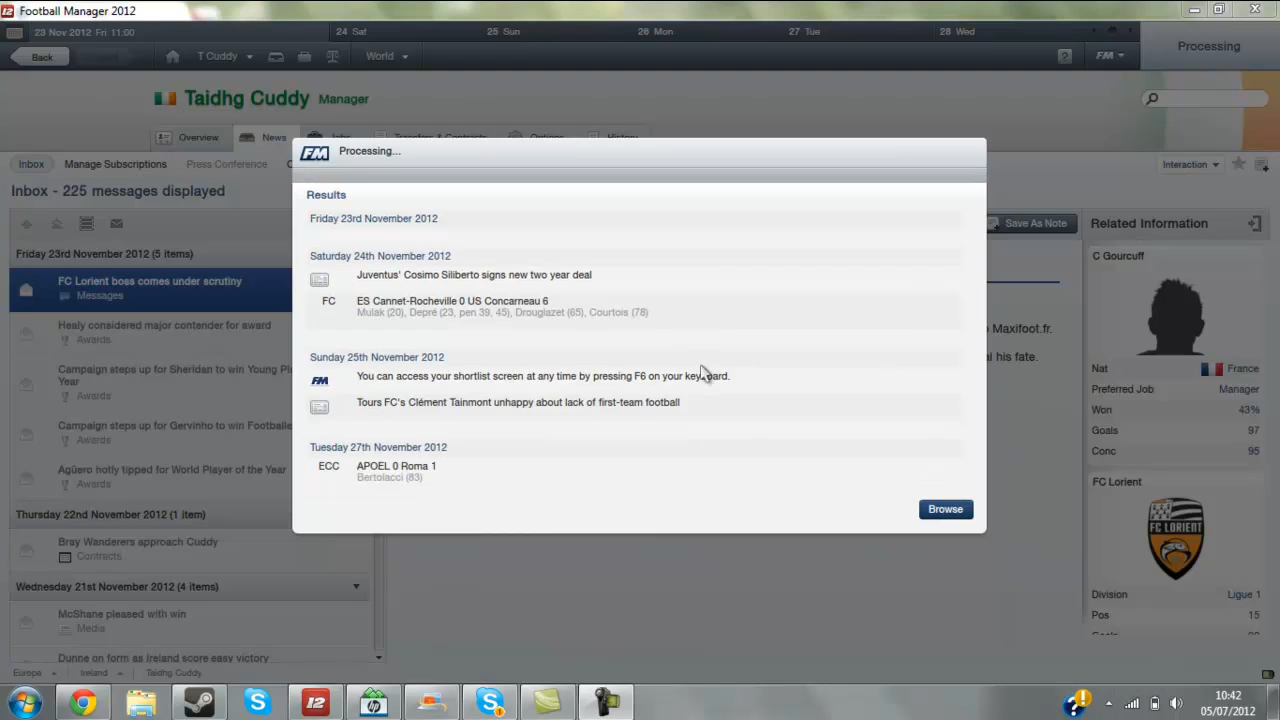 Football Manager 2012
23 Nov 2012 Fri 11:00
24 Sat
25 Sun
26 Mon
27 Tue
28 Wed
Processing
Back
T Cuddy
World
?
FM
Taidhg Cuddy Manager
Overview
News
Jobs
Transfers & Contracts
Options
History
Inbox
Manage Subscriptions
Press Conference
Interaction
Inbox - 225 messages displayed
Friday 23rd November 2012 (5 items)
FC Lorient boss comes under scrutiny
Messages
Healy considered major contender for award
Awards
Campaign steps up for Sheridan to win Young
Year
Awards
Campaign steps up for Gervinho to win Footballe
Awards
Agüero hotly tipped for World Player of the Year
Awards
Thursday 22nd November 2012 (1 item)
Bray Wanderers approach Cuddy
Contracts
Wednesday 21st November 2012 (4 items)
McShane pleased with win
Media
Dunne on form as Ireland score easy victory
FM Processing...
Results
Friday 23rd November 2012
Saturday 24th November 2012
Juventus' Cosimo Siliberto signs new two year deal
FC ES Cannet-Rocheville 0 US Concarneau 6
Mulak (20), Depré (23, pen 39, 45), Drouglazet (65), Courtois (78)
Sunday 25th November 2012
FM You can access your shortlist screen at any time by pressing F6 on your keyboard.
Tours FC's Clément Tainmont unhappy about lack of first-team football
Tuesday 27th November 2012
ECC APOEL 0 Roma 1
Bertolacci (83)
Browse
Save As Note
o Maxifoot.fr.
al his fate.
Related Information
C Gourcuff
Nat France
Preferred Job: Manager
Won 43%
Goals 97
Conc 95
FC Lorient
FC LORIENT
Division Ligue 1
Pos 15
Europe
Ireland
Taidhg Cuddy
12
10:42
05/07/2012